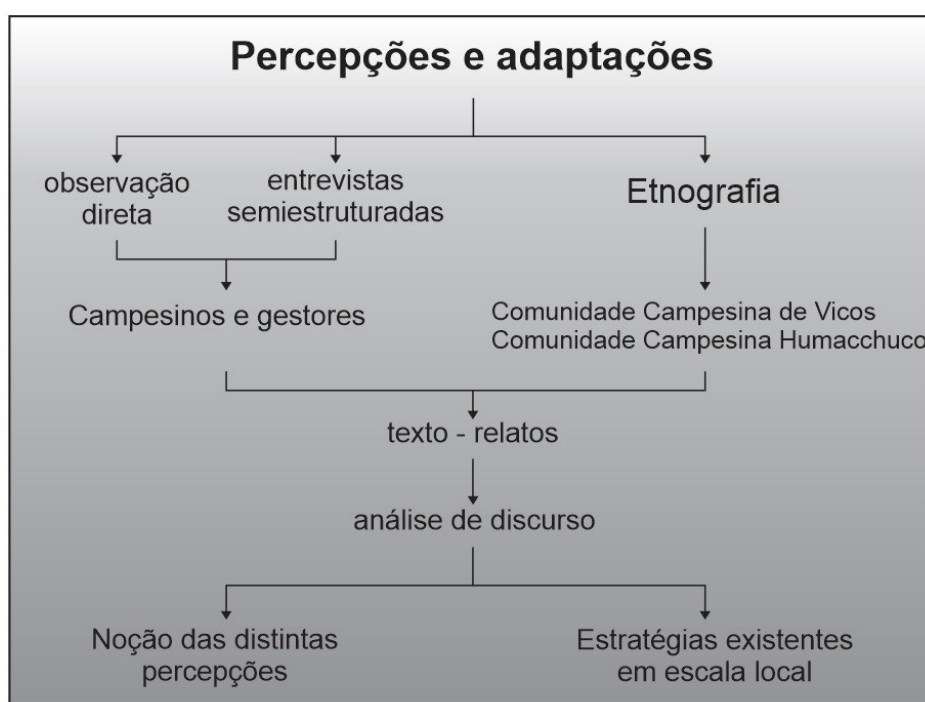 Percepções e adaptações
observação
direta
entrevistas
semiestruturadas
Etnografia
Campesinos e gestores
Comunidade Campesina de Vicos
Comunidade Campesina Humacchuco
texto - relatos
análise de discurso
Noção das distintas
percepções
Estratégias existentes
em escala local